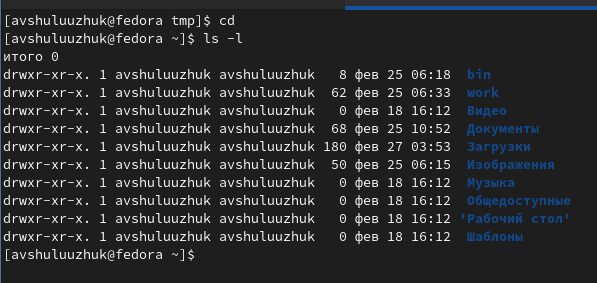 [avshuluuzhuk@fedora tmp]$ cd
[avshuluuzhuk@fedora ~]$ ls -l
итого 0
drwxr-xr-x. 1 avshuluuzhuk avshuluuzhuk   8 фев 25 06:18  bin
drwxr-xr-x. 1 avshuluuzhuk avshuluuzhuk  62 фев 25 06:33  work
drwxr-xr-x. 1 avshuluuzhuk avshuluuzhuk   0 фев 18 16:12  Видео
drwxr-xr-x. 1 avshuluuzhuk avshuluuzhuk  68 фев 25 10:52  Документы
drwxr-xr-x. 1 avshuluuzhuk avshuluuzhuk 180 фев 27 03:53  Загрузки
drwxr-xr-x. 1 avshuluuzhuk avshuluuzhuk  50 фев 25 06:15  Изображения
drwxr-xr-x. 1 avshuluuzhuk avshuluuzhuk   0 фев 18 16:12  Музыка
drwxr-xr-x. 1 avshuluuzhuk avshuluuzhuk   0 фев 18 16:12  Общедоступные
drwxr-xr-x. 1 avshuluuzhuk avshuluuzhuk   0 фев 18 16:12 'Рабочий стол'
drwxr-xr-x. 1 avshuluuzhuk avshuluuzhuk   0 фев 18 16:12  Шаблоны
[avshuluuzhuk@fedora ~]$